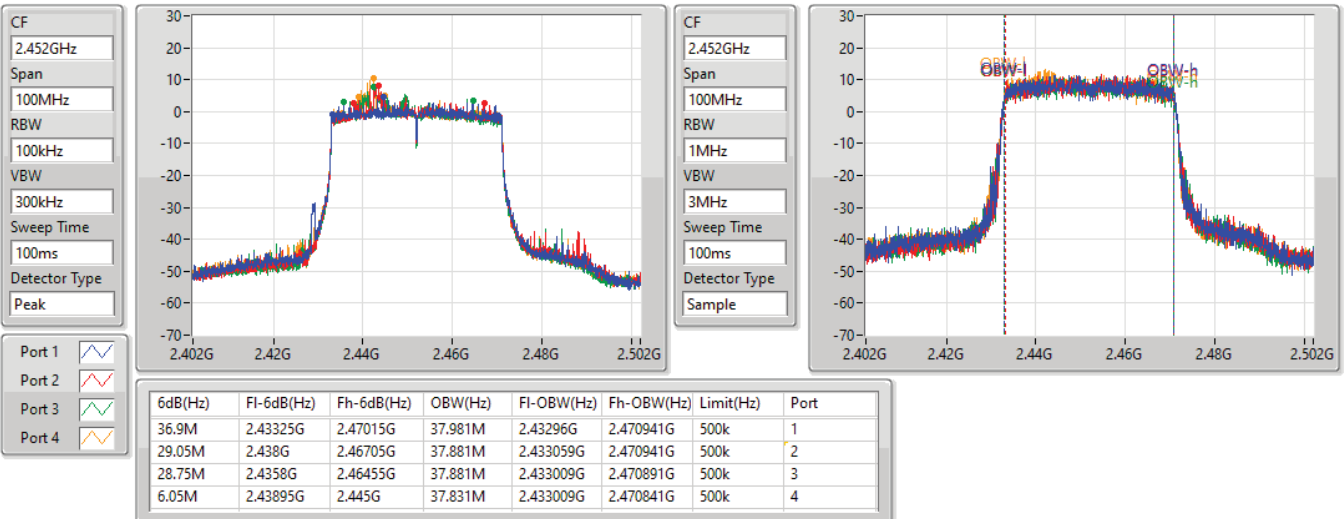 CF
2.452GHz
Span
100MHz
RBW
100kHz
VBW
300kHz
Sweep Time
100ms
Detector Type
Peak
30
20
10
0
-10
-20
-30
-40
-50
-60
-70
2.402G 2.42G 2.44G 2.46G 2.48G 2.502G
CF
2.452GHz
Span
100MHz
RBW
1MHz
VBW
3MHz
Sweep Time
100ms
Detector Type
Sample
30
20
10
0
-10
-20
-30
-40
-50
-60
-70
OBW-l OBW-h
2.402G 2.42G 2.44G 2.46G 2.48G 2.502G
Port 1
Port 2
Port 3
Port 4
6dB(Hz) Fl-6dB(Hz) Fh-6dB(Hz) OBW(Hz) Fl-OBW(Hz) Fh-OBW(Hz) Limit(Hz) Port
36.9M 2.43325G 2.47015G 37.981M 2.43296G 2.470941G 500k 1
29.05M 2.438G 2.46705G 37.881M 2.433059G 2.470941G 500k 2
28.75M 2.4358G 2.46455G 37.881M 2.433009G 2.470891G 500k 3
6.05M 2.43895G 2.445G 37.831M 2.433009G 2.470841G 500k 4